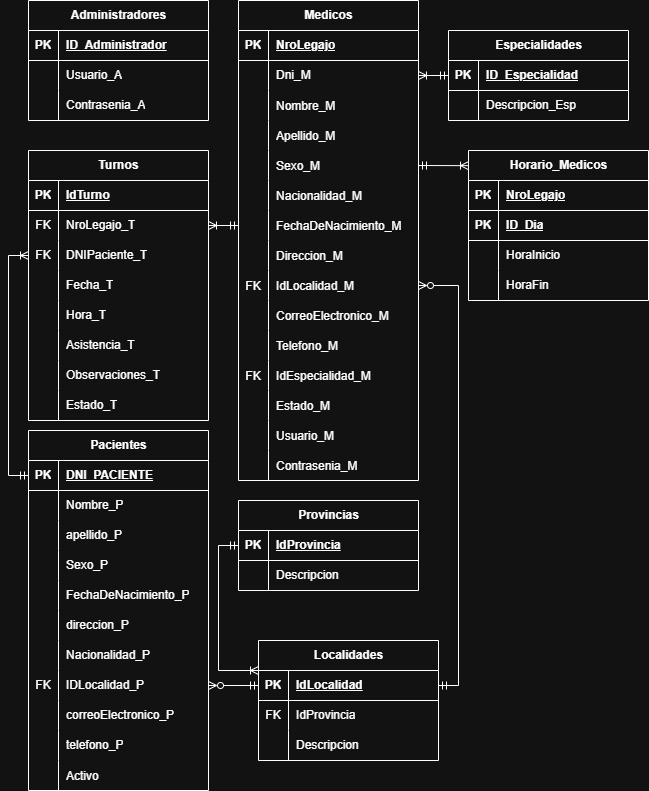 Administradores
PK ID_Administrador
Usuario_A
Contrasenia_A
Medicos
PK NroLegajo
Dni_M
Nombre_M
Apellido_M
Sexo_M
Nacionalidad_M
FechaDeNacimiento_M
Direccion_M
FK IdLocalidad_M
CorreoElectronico_M
Telefono_M
FK IdEspecialidad_M
Estado_M
Usuario_M
Contrasenia_M
Especialidades
PK ID_Especialidad
Descripcion_Esp
Turnos
PK IdTurno
FK NroLegajo_T
FK DNIPaciente_T
Fecha_T
Hora_T
Asistencia_T
Observaciones_T
Estado_T
Horario_Medicos
PK NroLegajo
PK ID_Dia
HoraInicio
HoraFin
Pacientes
PK DNI_PACIENTE
Nombre_P
apellido_P
Sexo_P
FechaDeNacimiento_P
direccion_P
Nacionalidad_P
FK IDLocalidad_P
correoElectronico_P
telefono_P
Activo
Provincias
PK IdProvincia
Descripcion
Localidades
PK IdLocalidad
FK IdProvincia
Descripcion